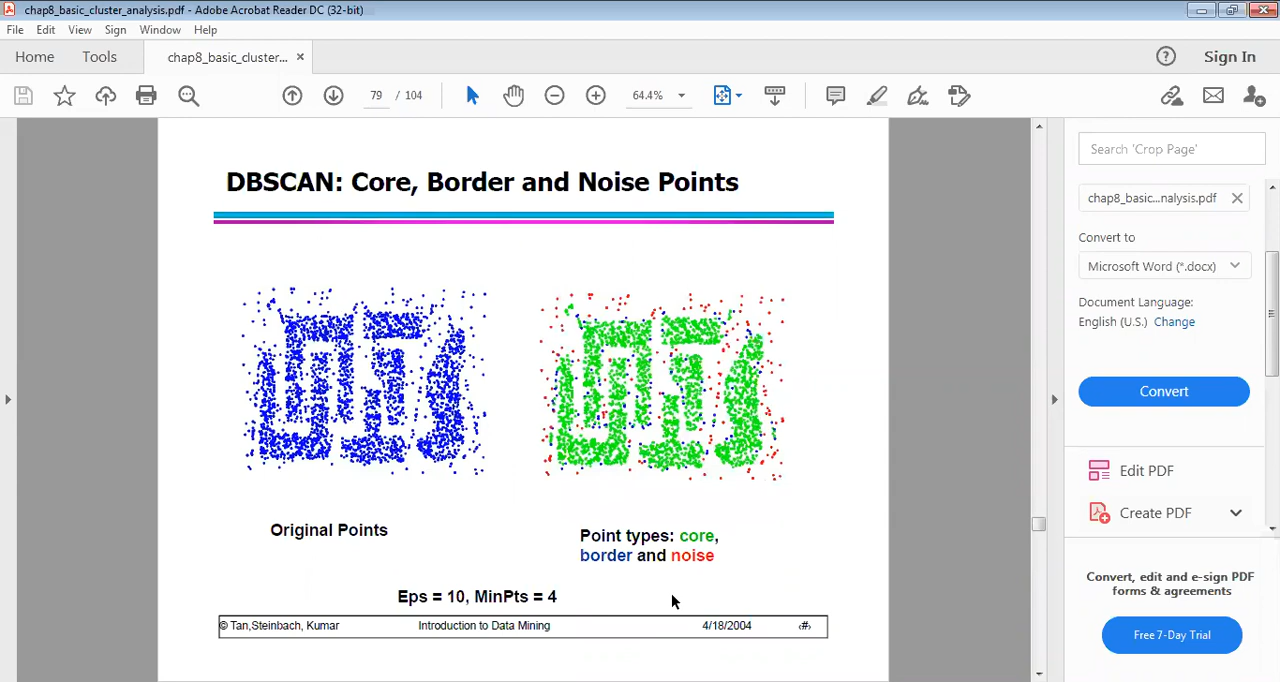 chap8_basic_cluster_analysis.pdf - Adobe Acrobat Reader DC (32-bit)
File Edit View Sign Window Help
Home Tools chap8_basic_cluster... × Sign In
79 / 104 64.4%
DBSCAN: Core, Border and Noise Points
Original Points
Point types: core,
border and noise
Eps = 10, MinPts = 4
© Tan,Steinbach, Kumar Introduction to Data Mining 4/18/2004 ‹#›
Search 'Crop Page'
chap8_basic...nalysis.pdf
Convert to
Microsoft Word (*.docx)
Document Language:
English (U.S.) Change
Convert
Edit PDF
Create PDF
Convert, edit and e-sign PDF
forms & agreements
Free 7-Day Trial